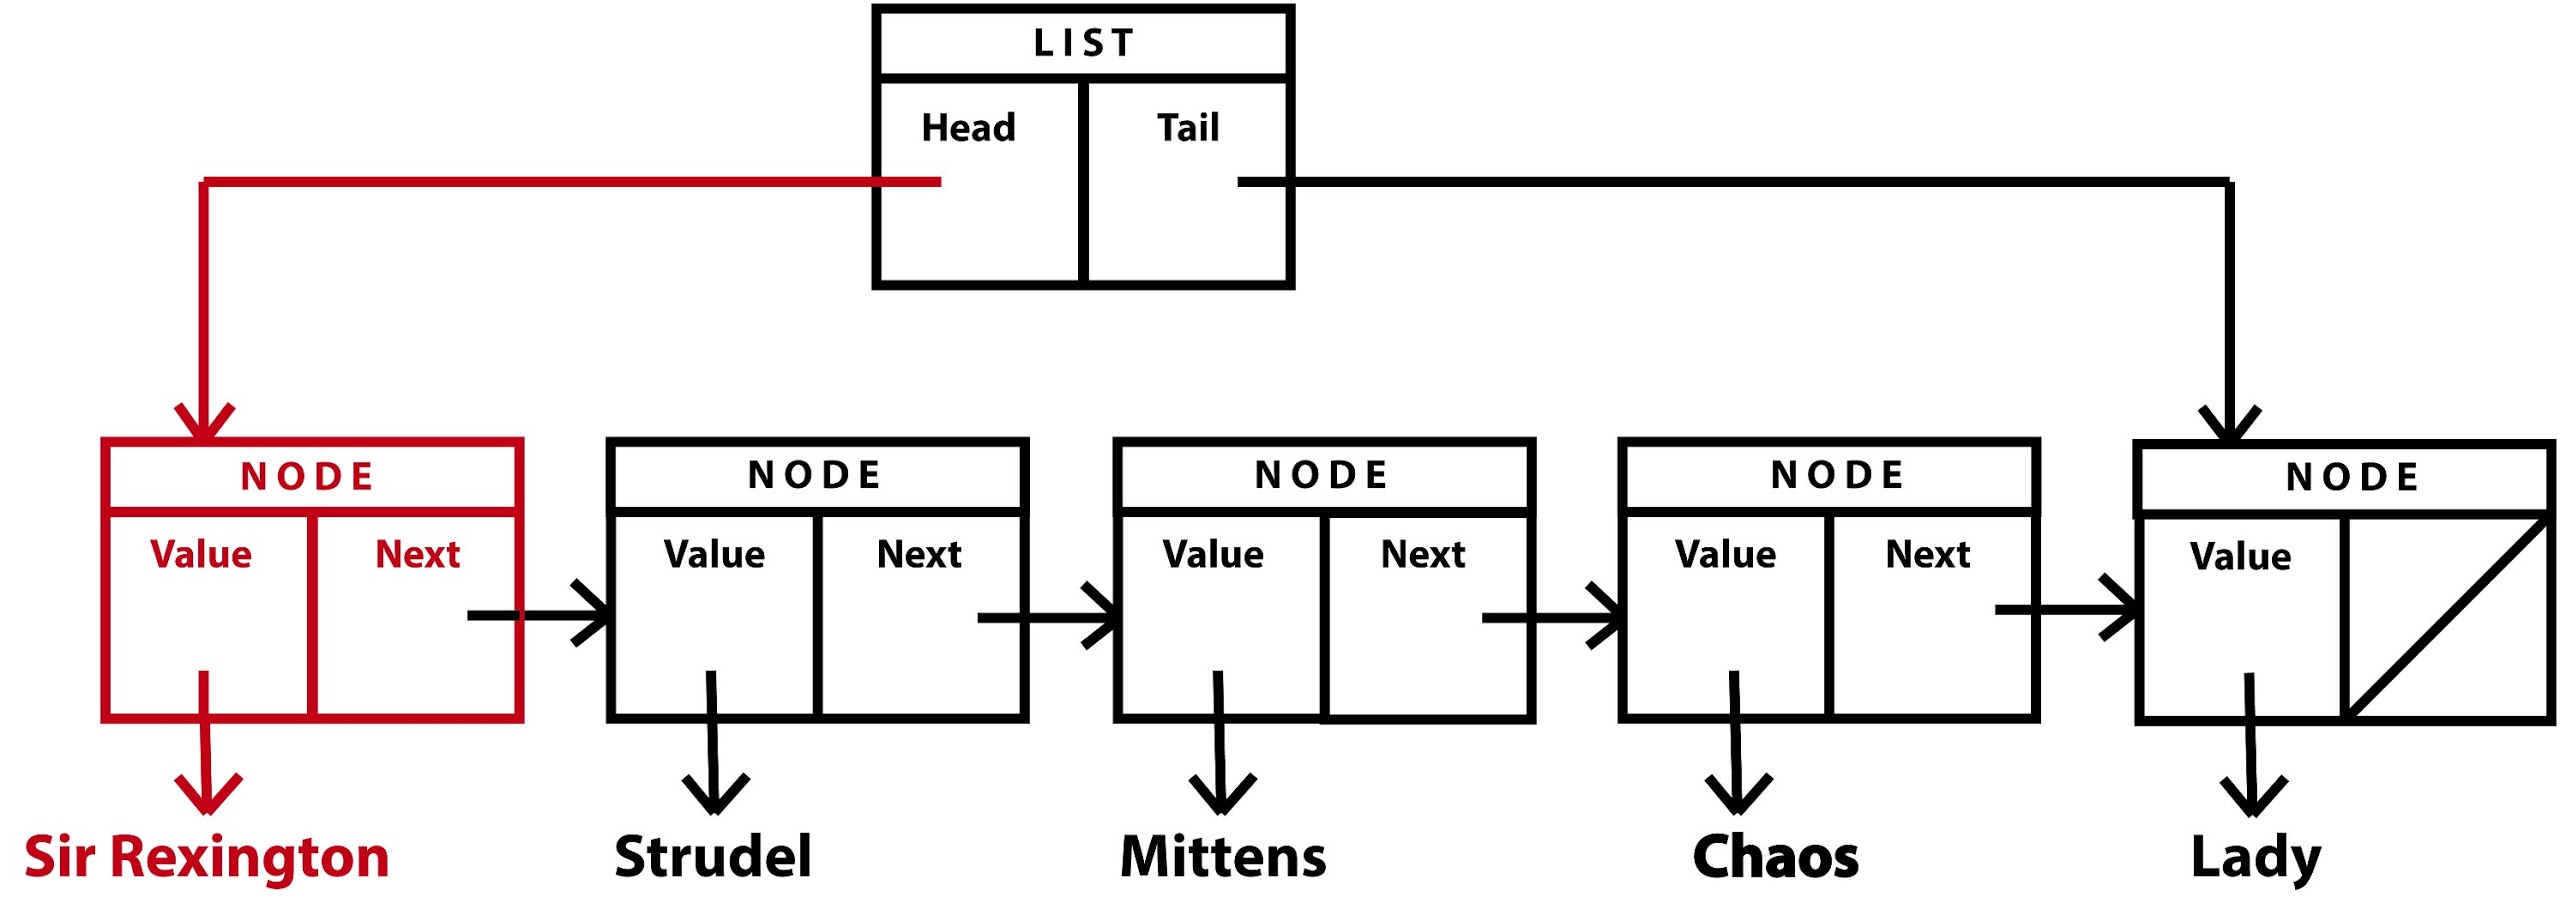 LIST
Head Tail
NODE NODE NODE NODE NODE
Value Next Value Next Value Next Value Next Value
Sir Rexington Strudel Mittens Chaos Lady